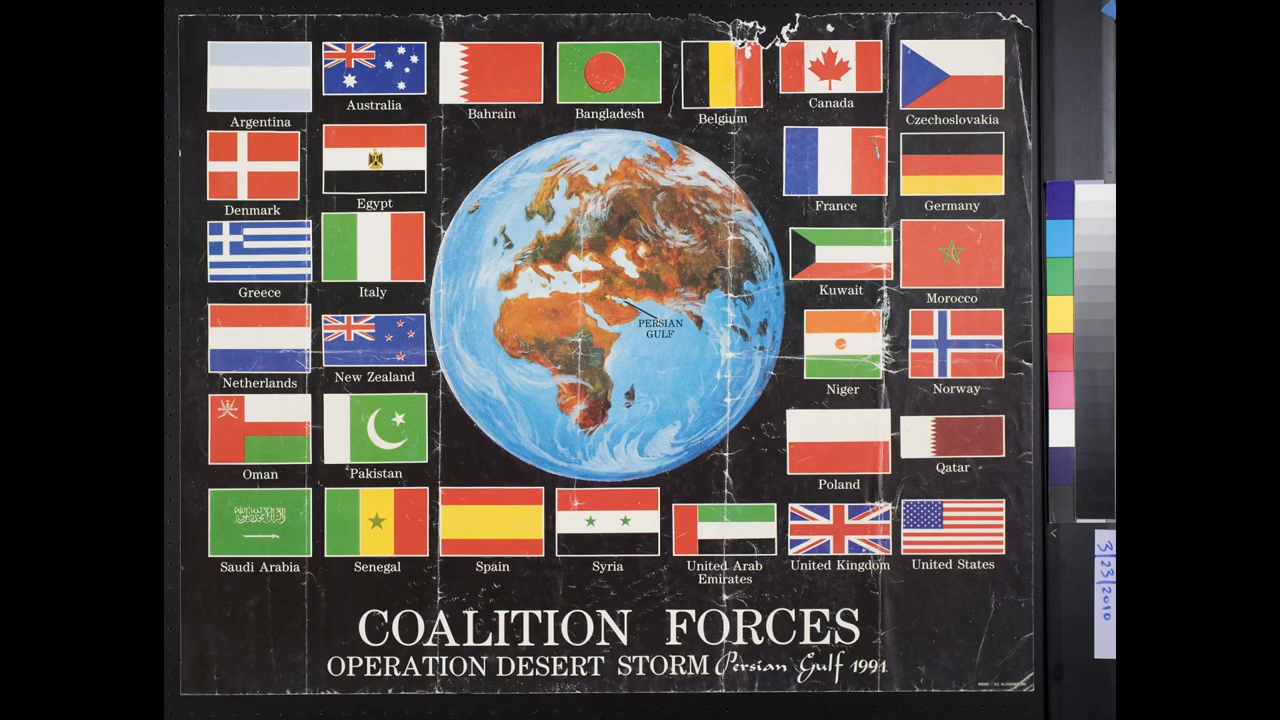 Argentina
Australia
Bahrain
Bangladesh
Belgium
Canada
Czechoslovakia
Denmark
Egypt
France
Germany
Greece
Italy
Kuwait
Morocco
PERSIAN
GULF
Netherlands
New Zealand
Niger
Norway
Oman
Pakistan
Poland
Qatar
Saudi Arabia
Senegal
Spain
Syria
United Arab
Emirates
United Kingdom
United States
COALITION FORCES
OPERATION DESERT STORM Persian Gulf 1991
3/23/2010